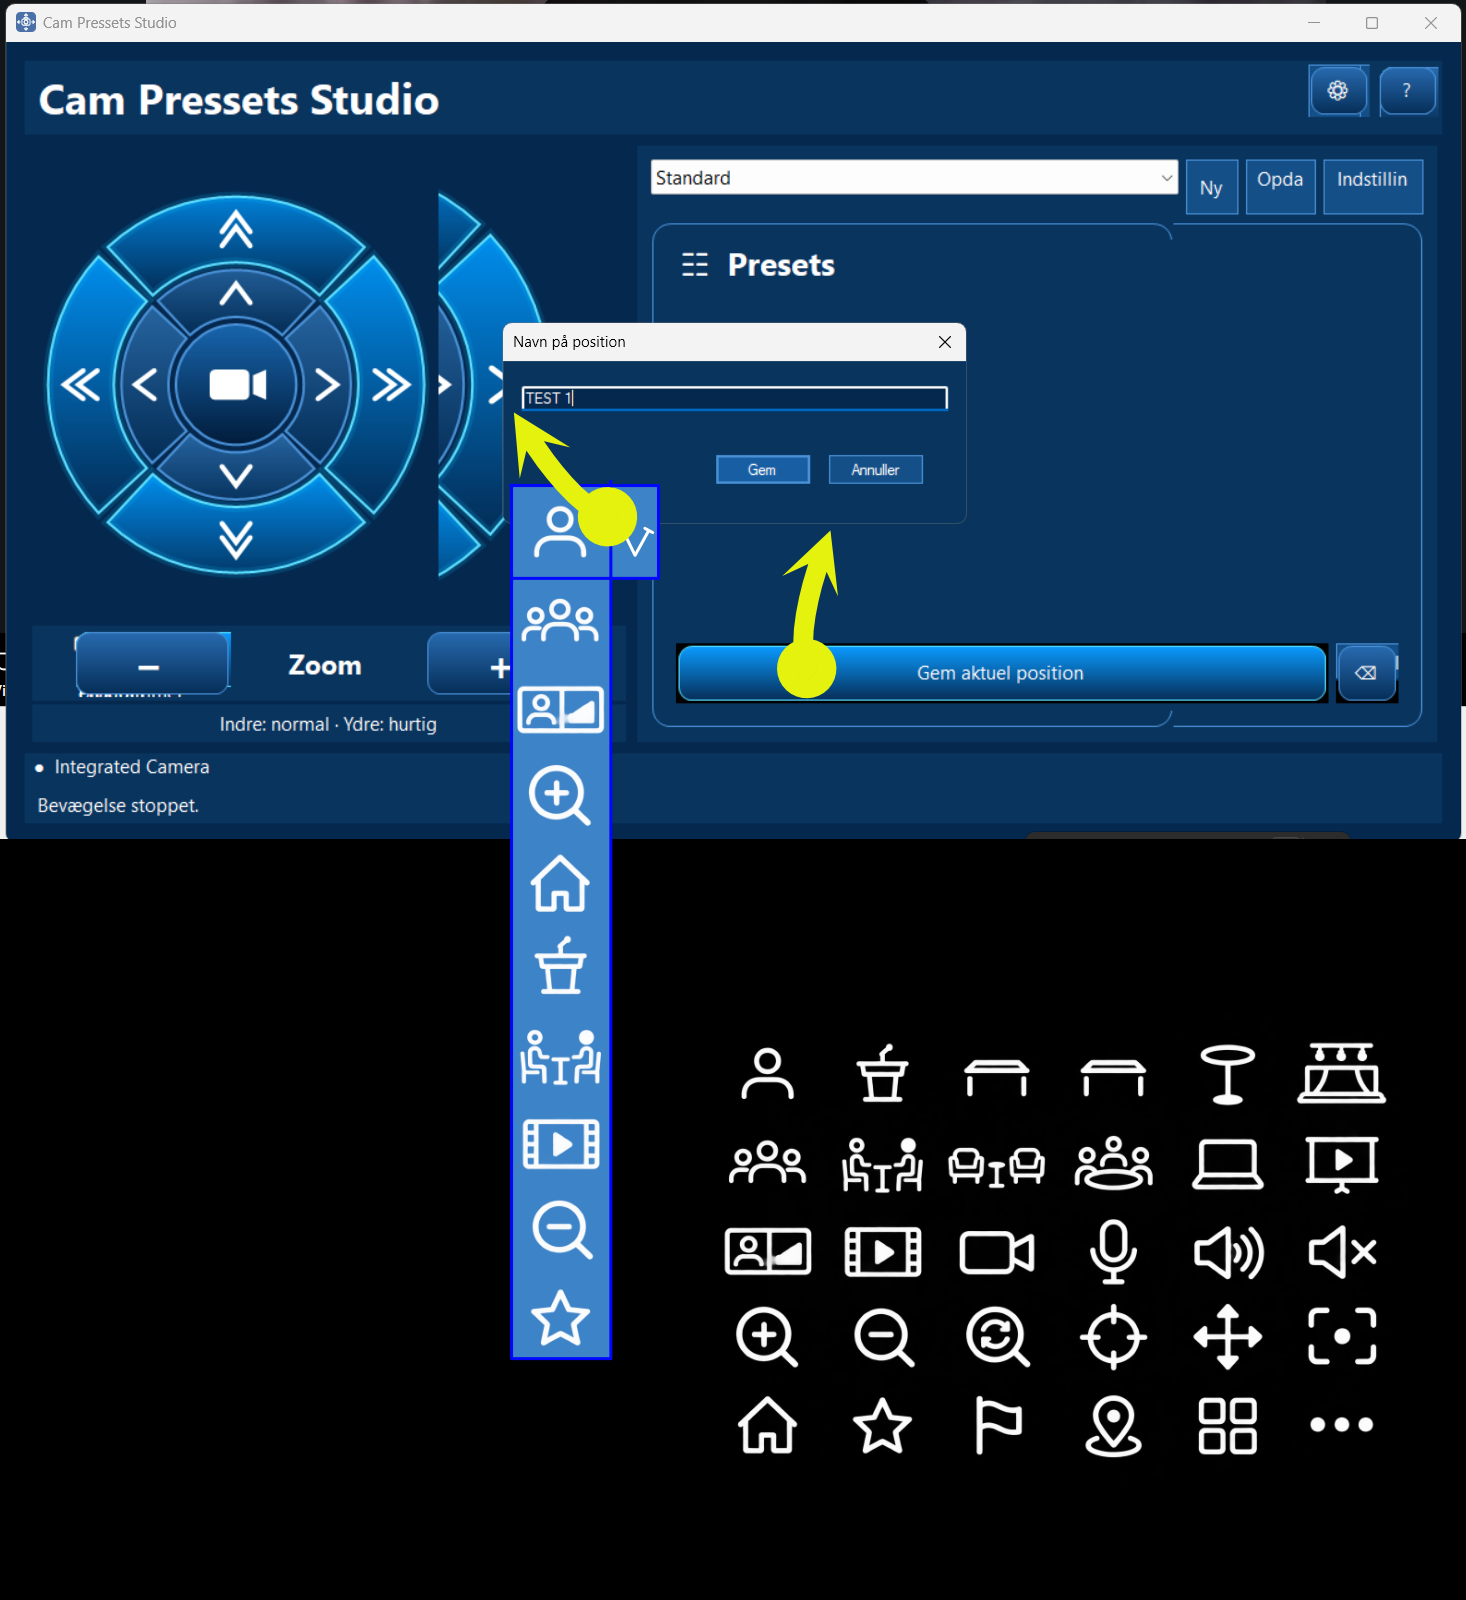 Cam Pressets Studio
Cam Pressets Studio
?
Standard
Ny
Opda
Indstillin
Presets
Navn på position
TEST 1
Gem
Annuller
Zoom
Gem aktuel position
Indre: normal · Ydre: hurtig
Integrated Camera
Bevægelse stoppet.